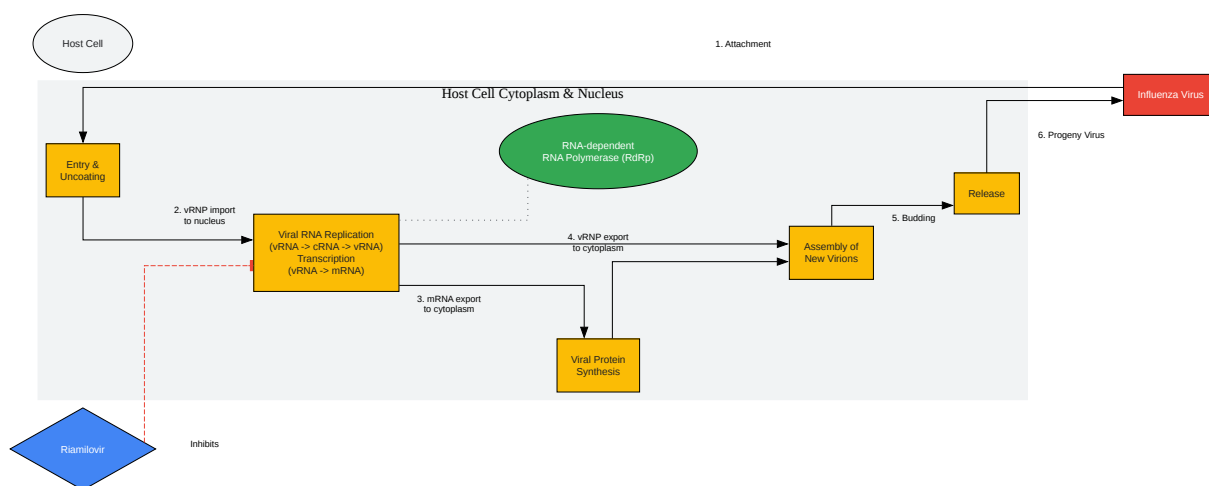 Host Cell
1. Attachment
Host Cell Cytoplasm & Nucleus
Influenza Virus
6. Progeny Virus
RNA-dependent
RNA Polymerase (RdRp)
Entry &
Uncoating
Release
2. vRNP import
to nucleus
5. Budding
Viral RNA Replication
(vRNA -> cRNA -> vRNA)
Transcription
(vRNA -> mRNA)
4. vRNP export
to cytoplasm
Assembly of
New Virions
3. mRNA export
to cytoplasm
Viral Protein
Synthesis
Riamilovir
Inhibits